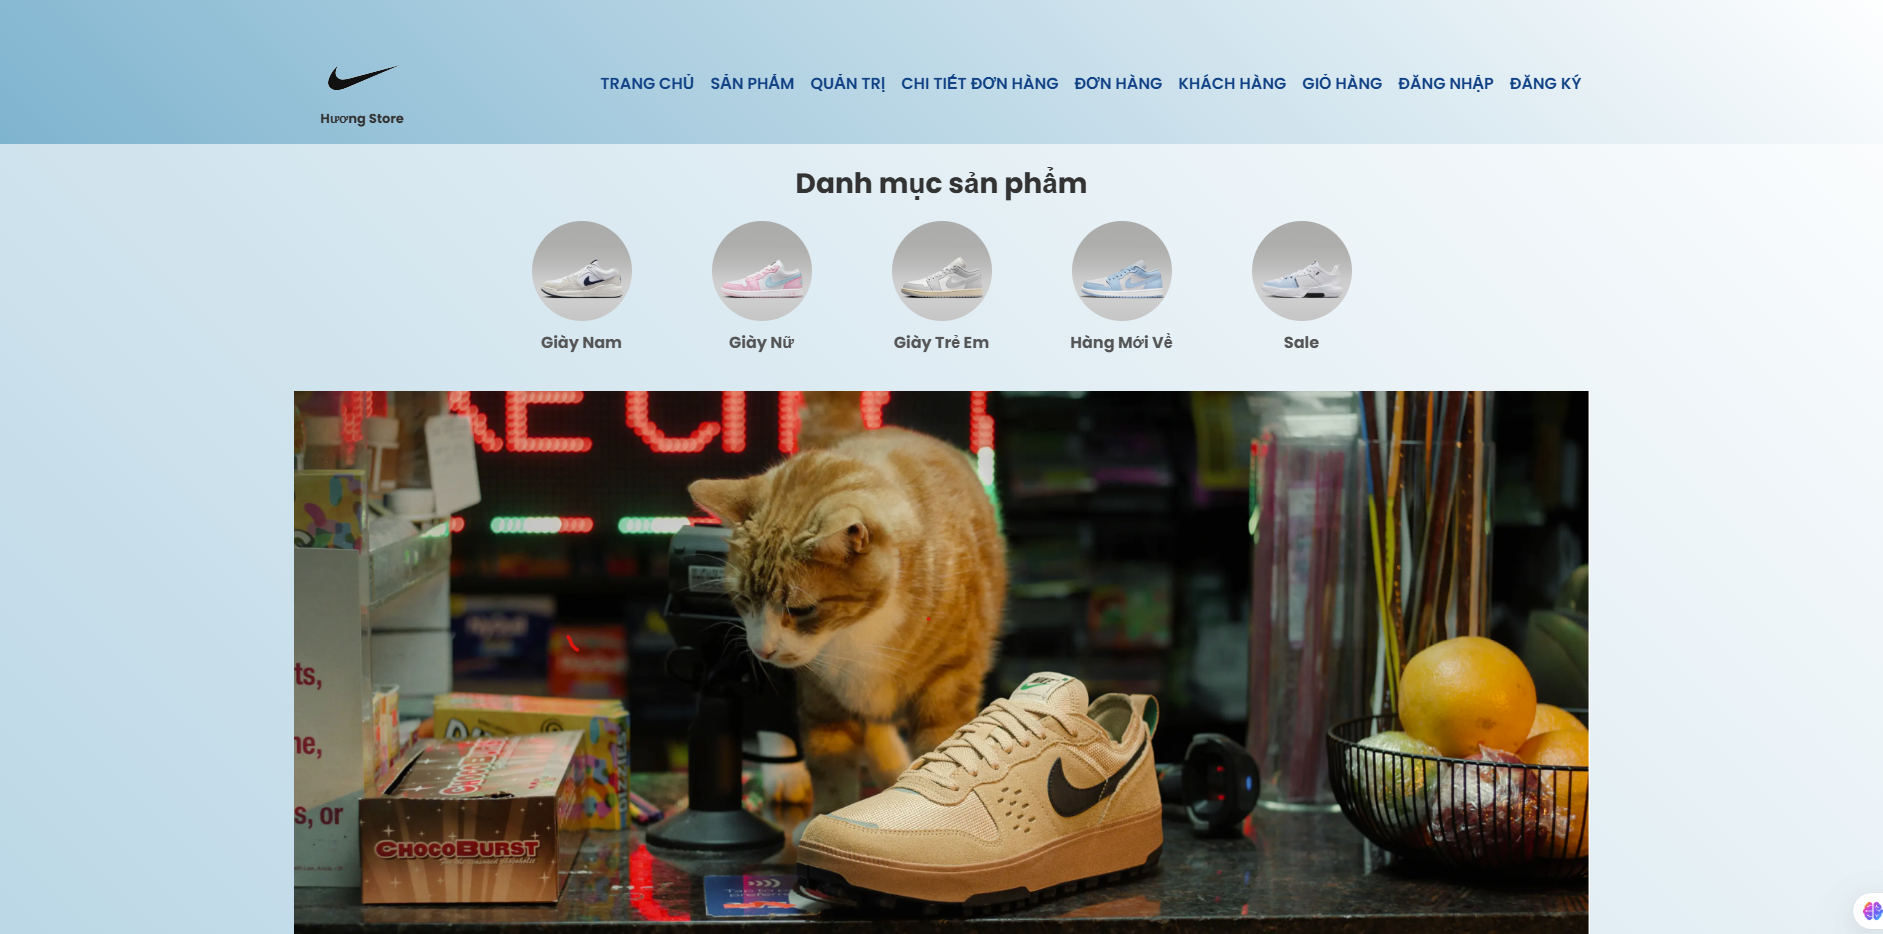 TRANG CHỦ SẢN PHẨM QUẢN TRỊ CHI TIẾT ĐƠN HÀNG ĐƠN HÀNG KHÁCH HÀNG GIỎ HÀNG ĐĂNG NHẬP ĐĂNG KÝ
Hương Store
Danh mục sản phẩm
Giày Nam Giày Nữ Giày Trẻ Em Hàng Mới Về Sale
ts,
ne,
s, or
NIKE
CHOCOBURST